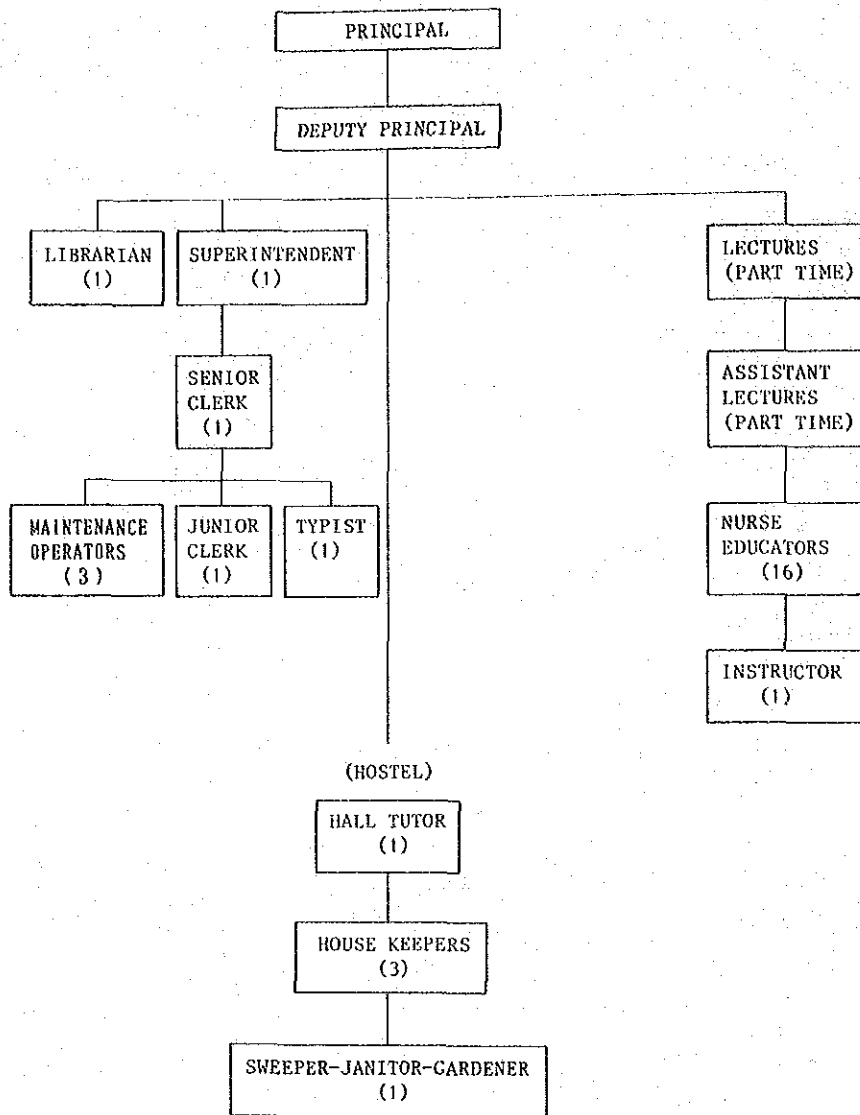 PRINCIPAL
DEPUTY PRINCIPAL
LIBRARIAN
(1)
SUPERINTENDENT
(1)
LECTURES
(PART TIME)
SENIOR
CLERK
(1)
ASSISTANT
LECTURES
(PART TIME)
MAINTENANCE
OPERATORS
(3)
JUNIOR
CLERK
(1)
TYPIST
(1)
NURSE
EDUCATORS
(16)
INSTRUCTOR
(1)
(HOSTEL)
HALL TUTOR
(1)
HOUSE KEEPERS
(3)
SWEEPER-JANITOR-GARDENER
(1)